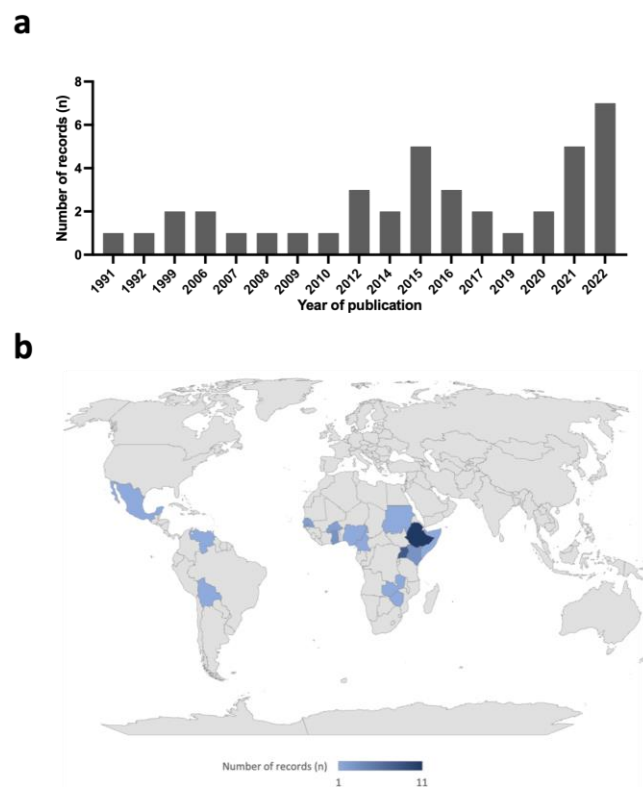 a
Number of records (n)
8
6
4
2
0
1991 1992 1999 2006 2007 2008 2009 2010 2012 2014 2015 2016 2017 2019 2020 2021 2022
Year of publication
b
Number of records (n)
1 11